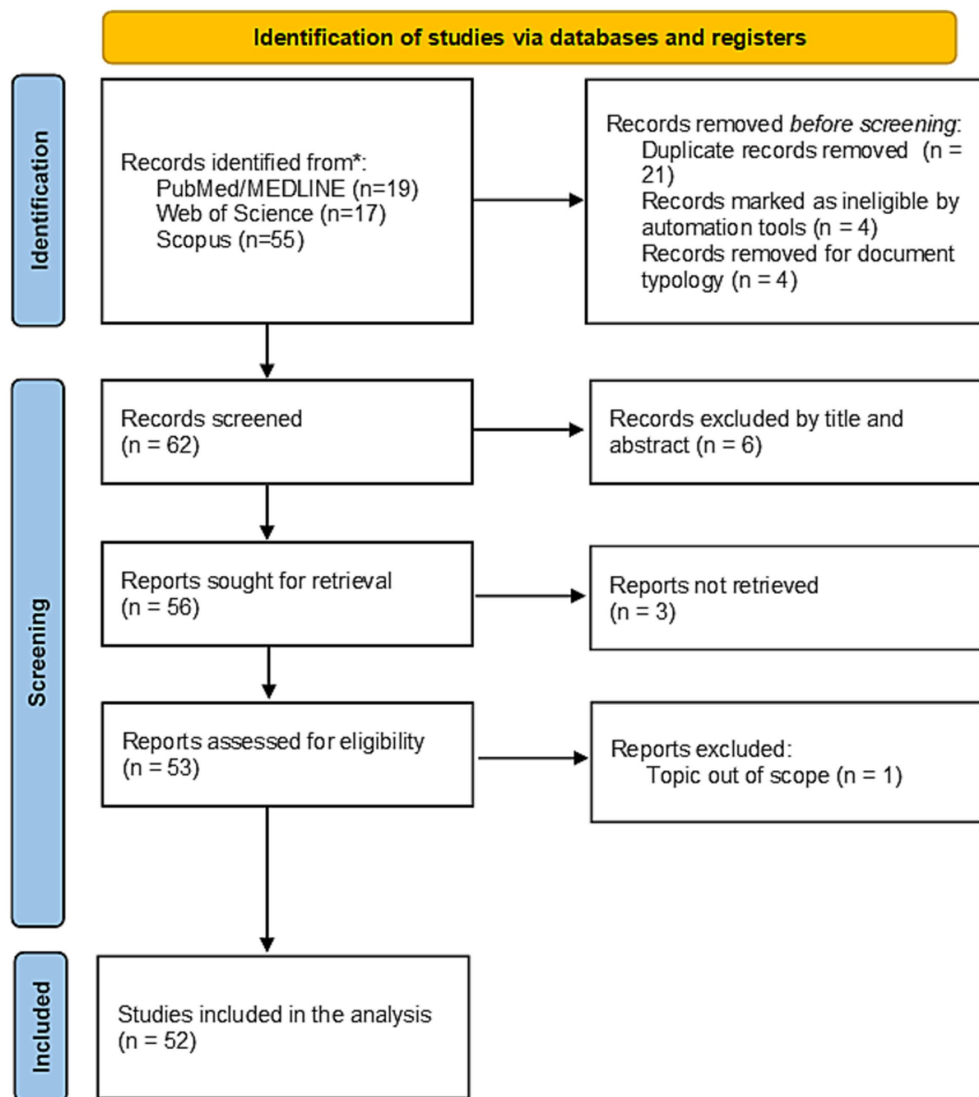 Identification of studies via databases and registers
Identification
Records identified from*:
PubMed/MEDLINE (n=19)
Web of Science (n=17)
Scopus (n=55)
Records removed before screening:
Duplicate records removed (n =
21)
Records marked as ineligible by
automation tools (n = 4)
Records removed for document
typology (n = 4)
Screening
Records screened
(n = 62)
Records excluded by title and
abstract (n = 6)
Reports sought for retrieval
(n = 56)
Reports not retrieved
(n = 3)
Reports assessed for eligibility
(n = 53)
Reports excluded:
Topic out of scope (n = 1)
Included
Studies included in the analysis
(n = 52)